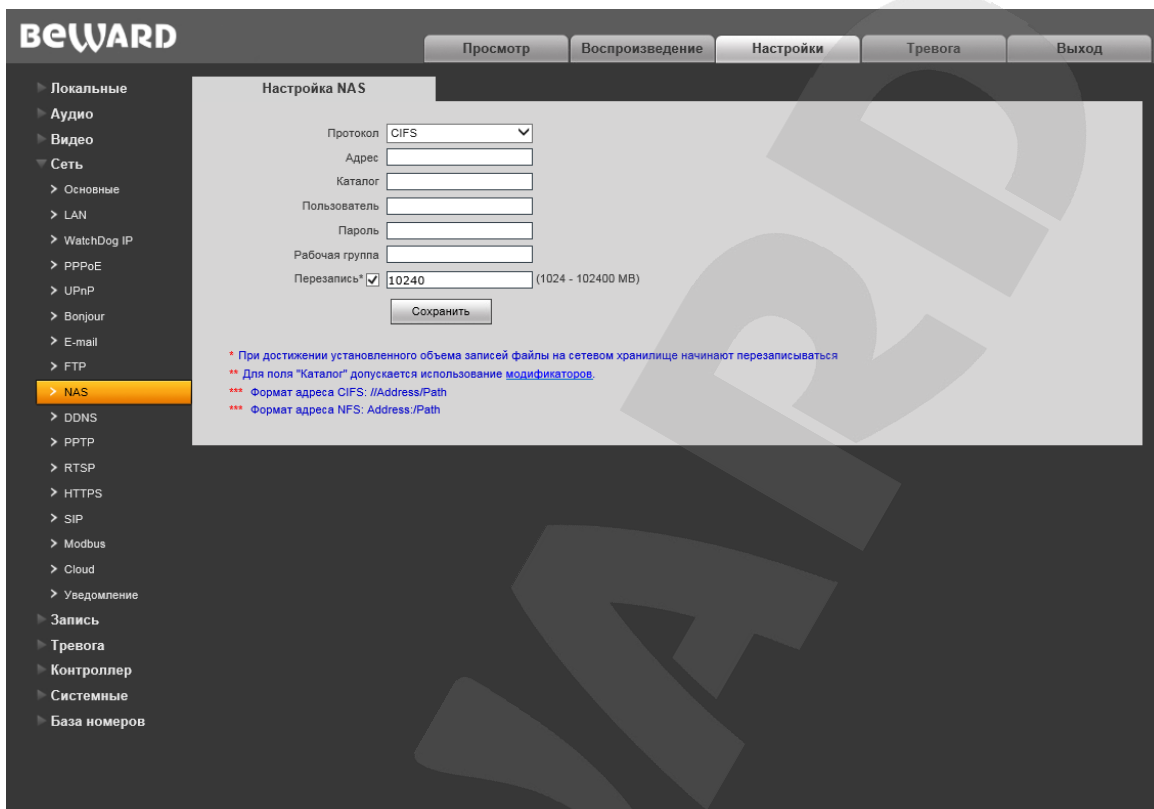 BEWARD
Просмотр Воспроизведение Настройки Тревога Выход
Локальные
Аудио
Видео
Сеть
Основные
LAN
WatchDog IP
PPPoE
UPnP
Bonjour
E-mail
FTP
NAS
DDNS
PPTP
RTSP
HTTPS
SIP
Modbus
Cloud
Уведомление
Запись
Тревога
Контроллер
Системные
База номеров
Настройка NAS
Протокол CIFS
Адрес
Каталог
Пользователь
Пароль
Рабочая группа
Перезапись* 10240 (1024 - 102400 MB)
Сохранить
* При достижении установленного объема записей файлы на сетевом хранилище начинают перезаписываться
** Для поля "Каталог" допускается использование модификаторов.
*** Формат адреса CIFS: //Address/Path
*** Формат адреса NFS: Address:/Path